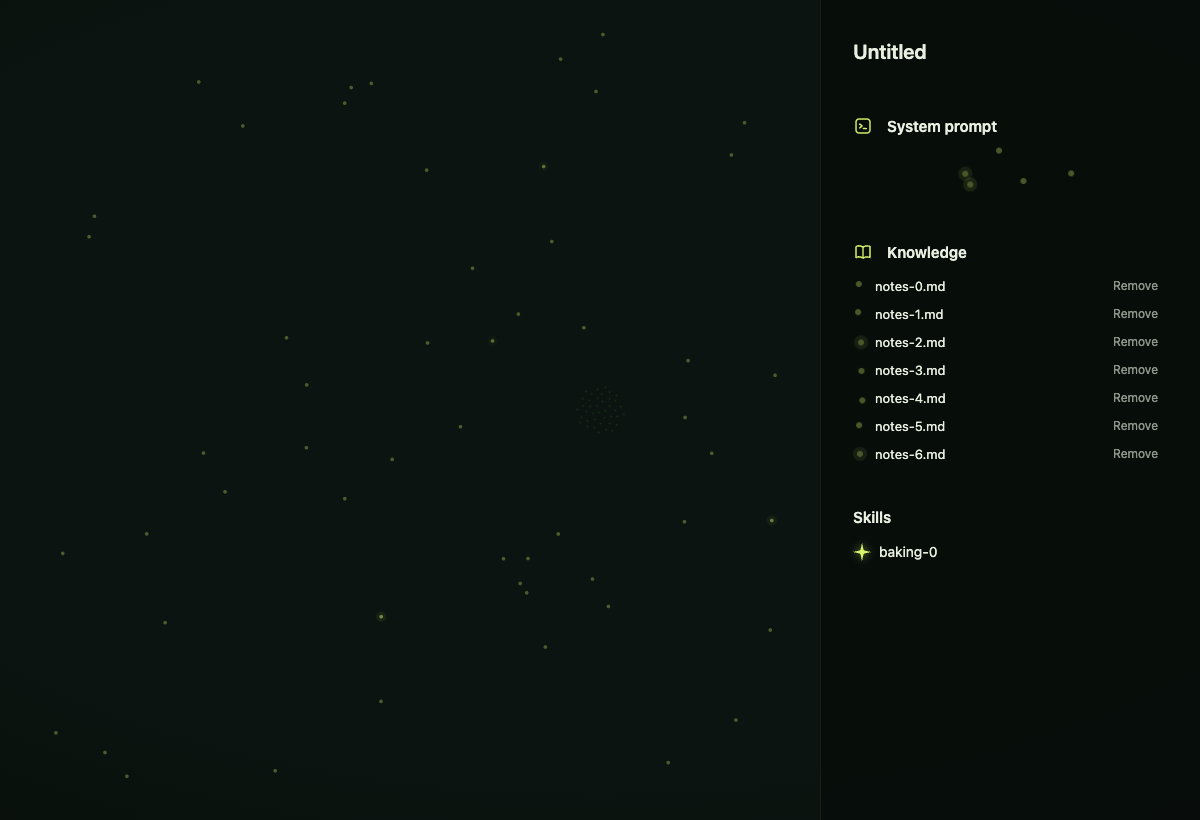 Untitled
System prompt
Knowledge
notes-0.md Remove
notes-1.md Remove
notes-2.md Remove
notes-3.md Remove
notes-4.md Remove
notes-5.md Remove
notes-6.md Remove
Skills
baking-0